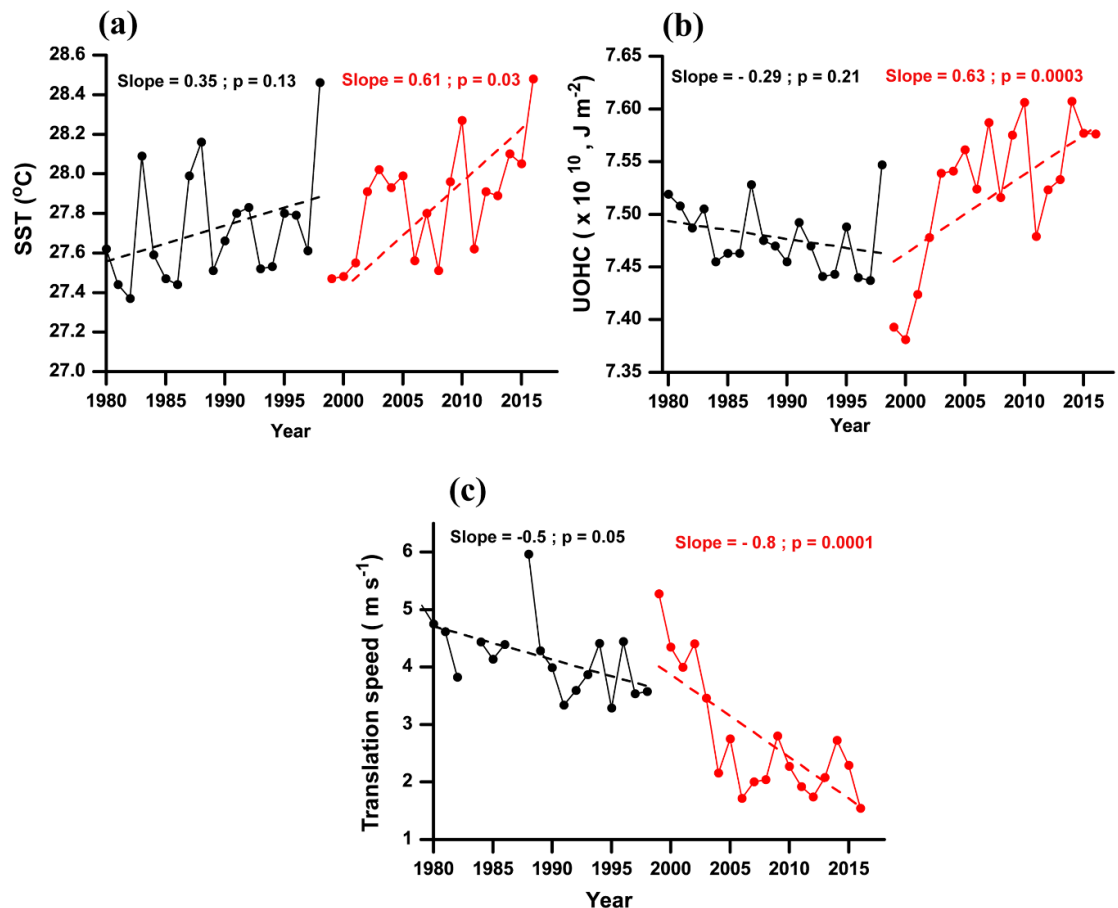 (a)
Slope = 0.35 ; p = 0.13
Slope = 0.61 ; p = 0.03
SST (°C)
28.6
28.4
28.2
28.0
27.8
27.6
27.4
27.2
27.0
1980 1985 1990 1995 2000 2005 2010 2015
Year
(b)
Slope = - 0.29 ; p = 0.21
Slope = 0.63 ; p = 0.0003
UOHC ( x 10¹⁰ , J m⁻²)
7.65
7.60
7.55
7.50
7.45
7.40
7.35
1980 1985 1990 1995 2000 2005 2010 2015
Year
(c)
Slope = -0.5 ; p = 0.05
Slope = - 0.8 ; p = 0.0001
Translation speed ( m s⁻¹)
6
5
4
3
2
1
1980 1985 1990 1995 2000 2005 2010 2015
Year